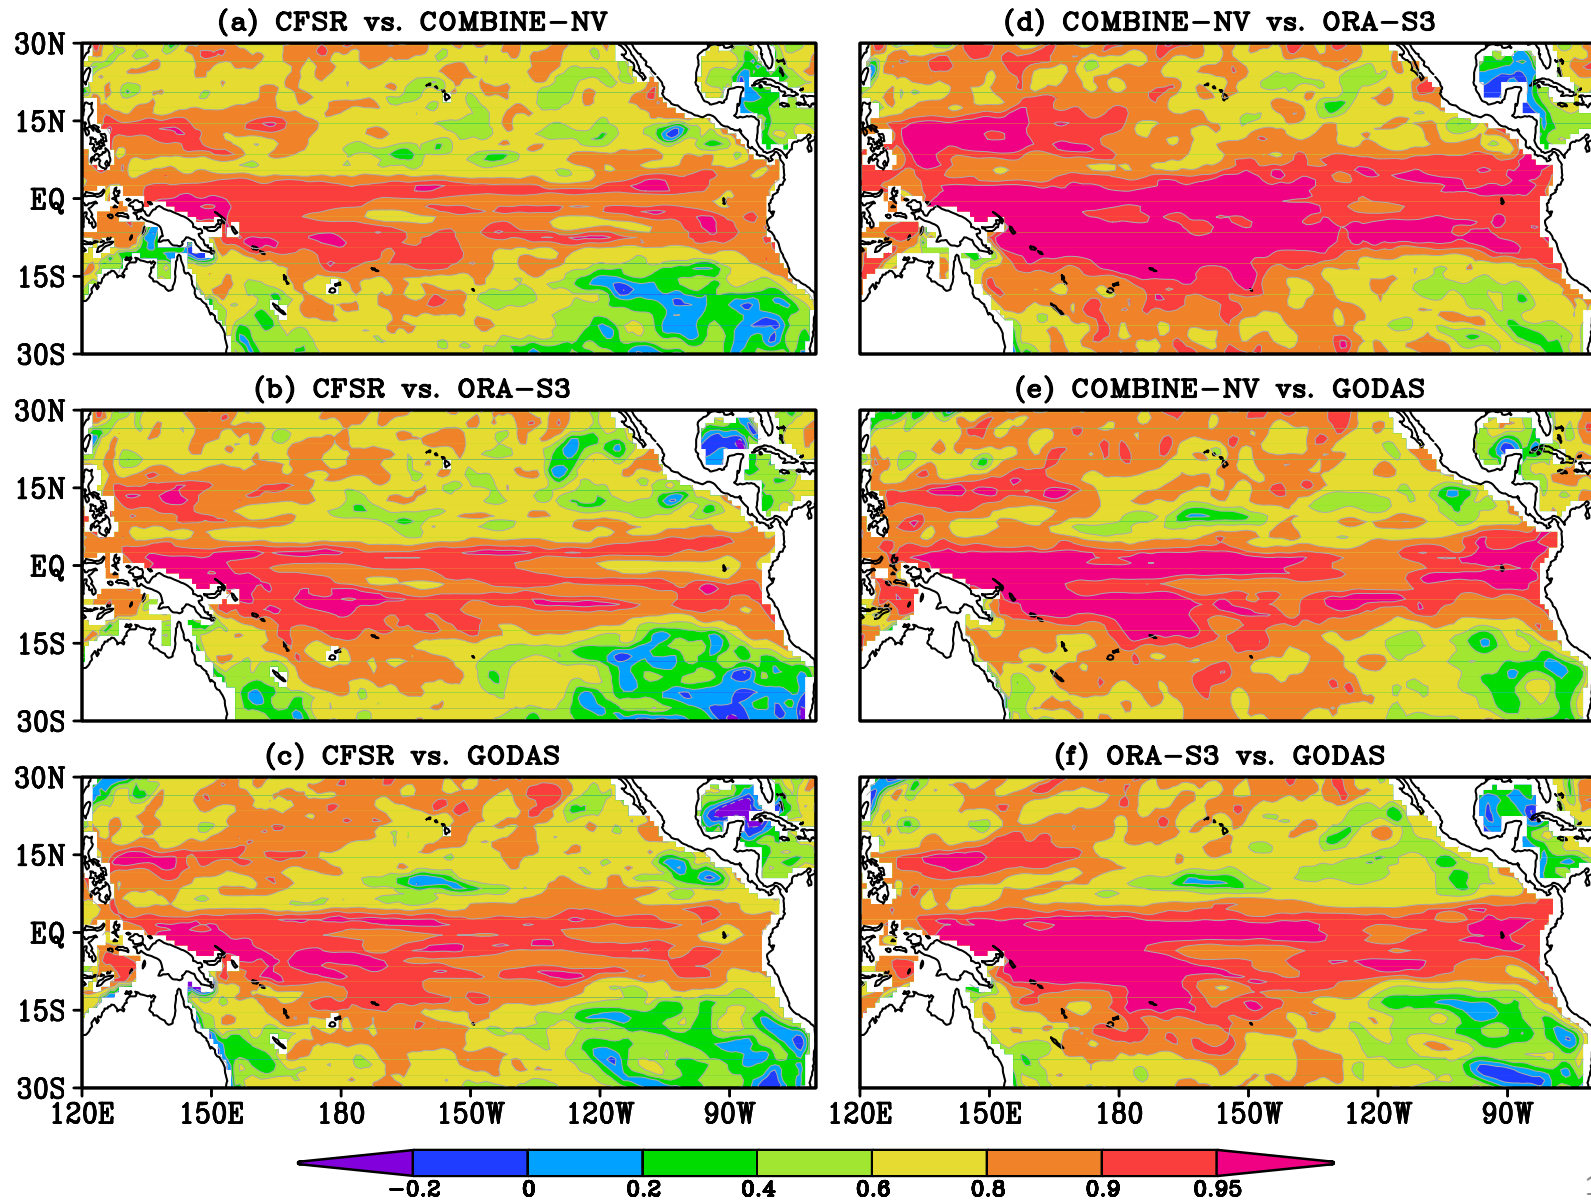 (a) CFSR vs. COMBINE-NV
(d) COMBINE-NV vs. ORA-S3
30N
15N
EQ
15S
30S
(b) CFSR vs. ORA-S3
(e) COMBINE-NV vs. GODAS
30N
15N
EQ
15S
30S
(c) CFSR vs. GODAS
(f) ORA-S3 vs. GODAS
30N
15N
EQ
15S
30S
120E 150E 180 150W 120W 90W
120E 150E 180 150W 120W 90W
-0.2 0 0.2 0.4 0.6 0.8 0.9 0.95